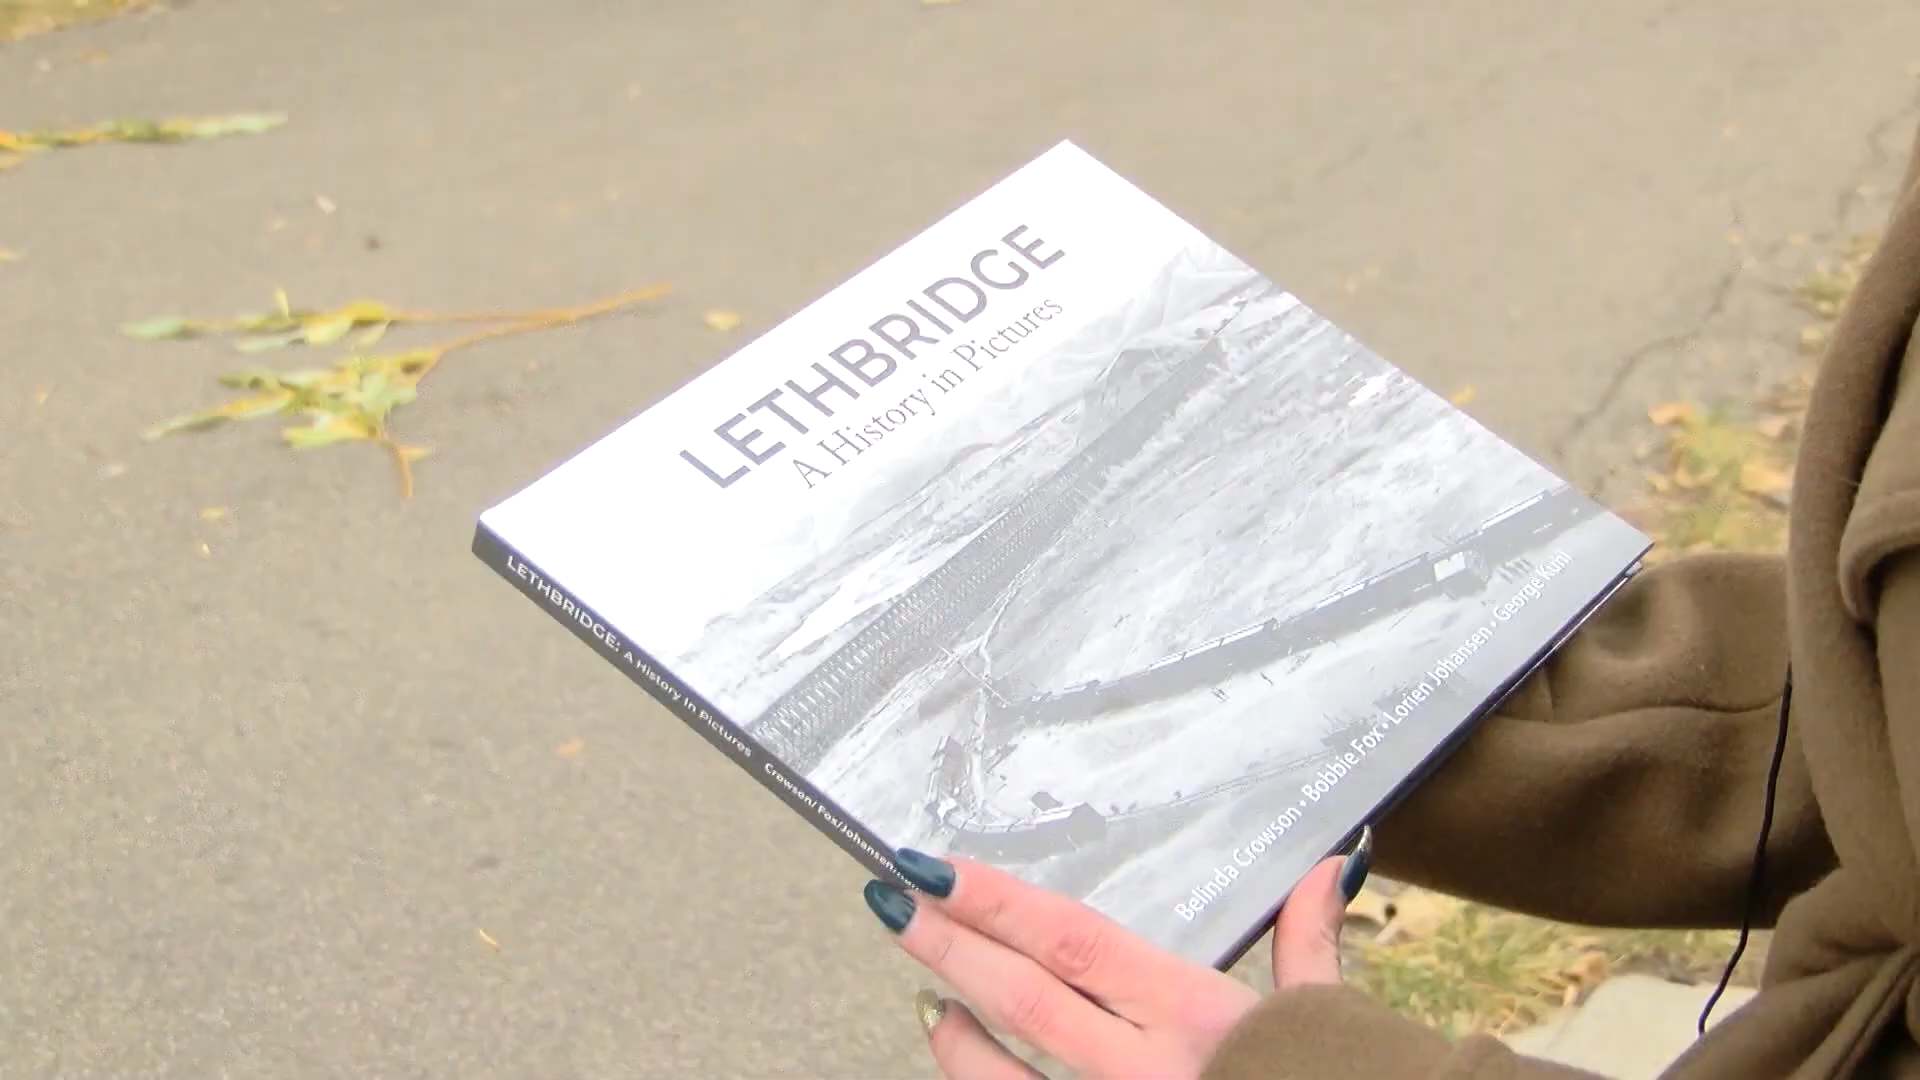 LETHBRIDGE
A History in Pictures
Belinda Crowson • Bobbie Fox • Lorien Johansen • George Kuhl
LETHBRIDGE: A History in Pictures Crowson/ Fox/Johansen